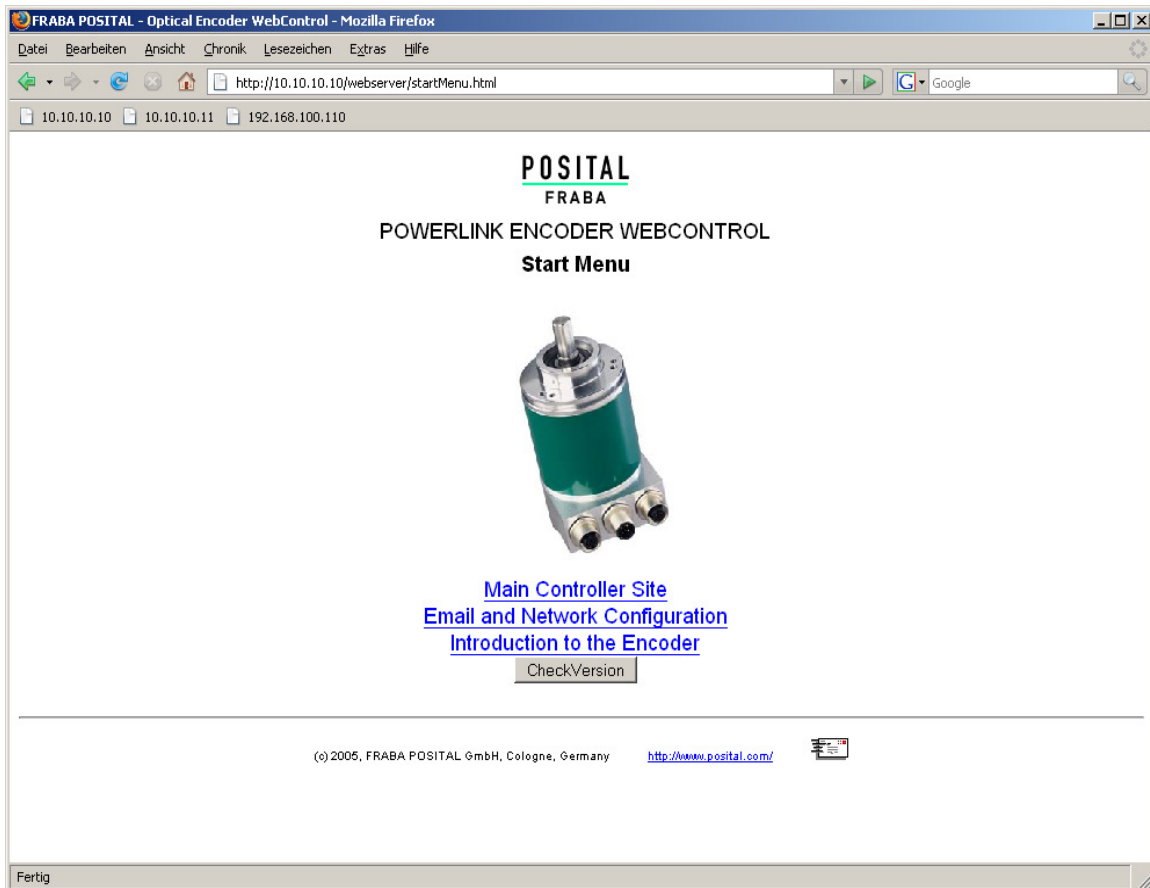 FRABA POSITAL - Optical Encoder WebControl - Mozilla Firefox
Datei Bearbeiten Ansicht Chronik Lesezeichen Extras Hilfe
http://10.10.10.10/webserver/startMenu.html G Google
10.10.10.10 10.10.10.11 192.168.100.110
POSITAL
FRABA
POWERLINK ENCODER WEBCONTROL
Start Menu
Main Controller Site
Email and Network Configuration
Introduction to the Encoder
CheckVersion
(c) 2005, FRABA POSITAL GmbH, Cologne, Germany http://www.posital.com/
Fertig